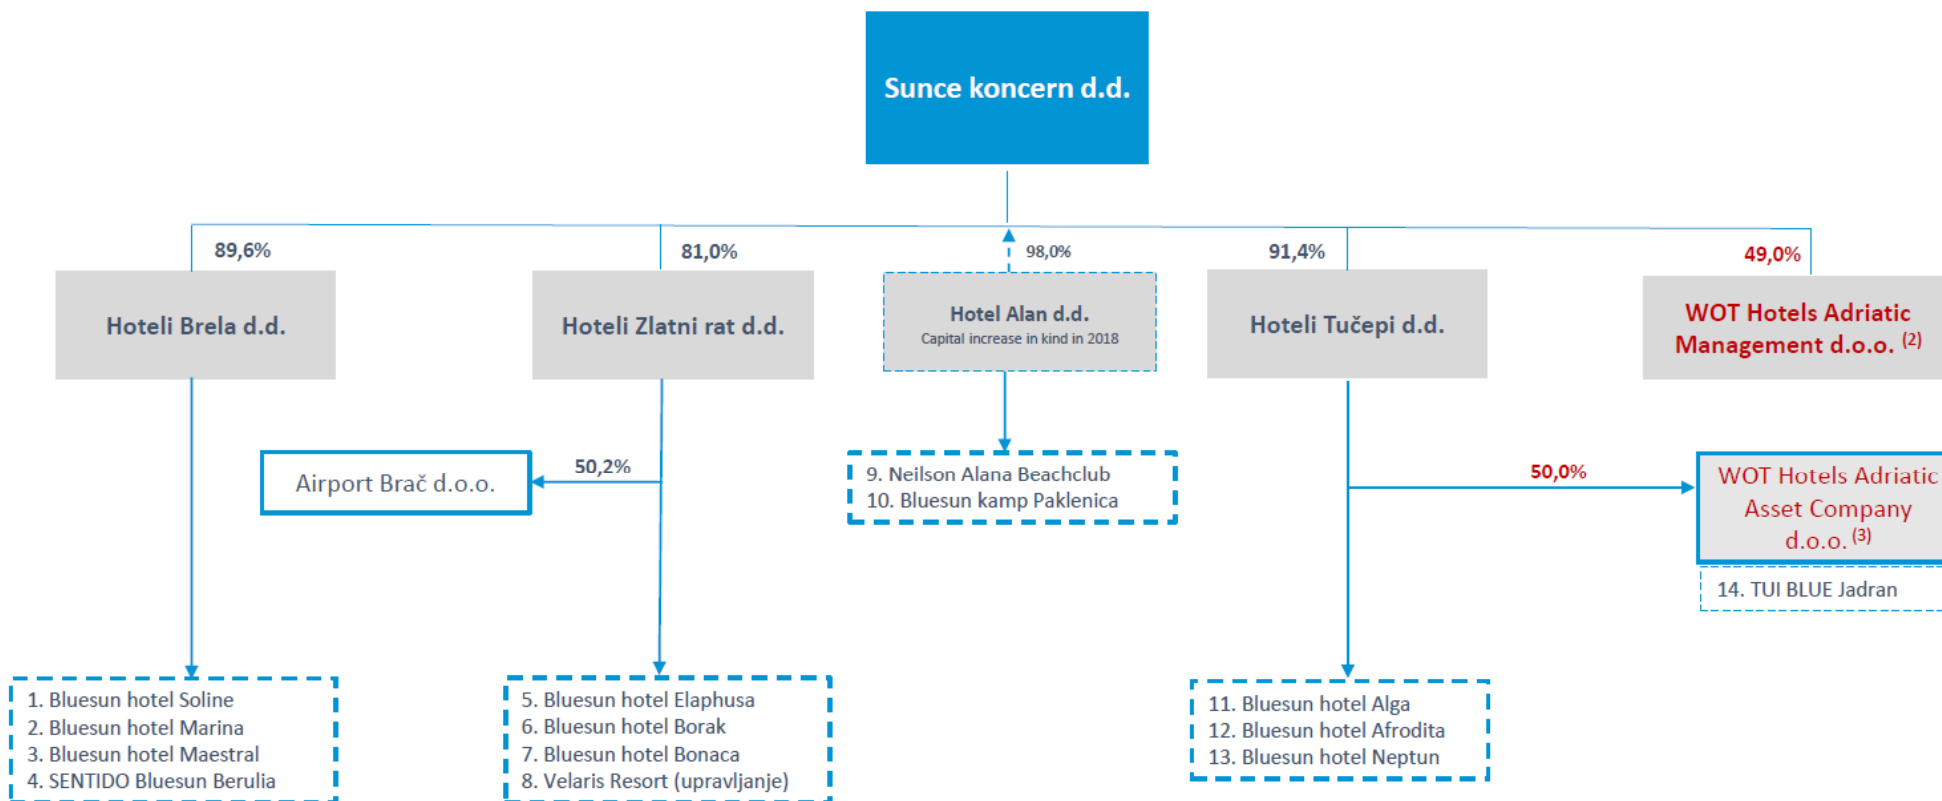 Sunce koncern d.d.
89,6%
81,0%
98,0%
91,4%
49,0%
Hoteli Brela d.d.
Hoteli Zlatni rat d.d.
Hotel Alan d.d.
Capital increase in kind in 2018
Hoteli Tučepi d.d.
WOT Hotels Adriatic
Management d.o.o. (2)
Airport Brač d.o.o.
50,2%
9. Neilson Alana Beachclub
10. Bluesun kamp Paklenica
50,0%
WOT Hotels Adriatic
Asset Company
d.o.o. (3)
14. TUI BLUE Jadran
1. Bluesun hotel Soline
2. Bluesun hotel Marina
3. Bluesun hotel Maestral
4. SENTIDO Bluesun Berulia
5. Bluesun hotel Elaphusa
6. Bluesun hotel Borak
7. Bluesun hotel Bonaca
8. Velaris Resort (upravljanje)
11. Bluesun hotel Alga
12. Bluesun hotel Afrodita
13. Bluesun hotel Neptun